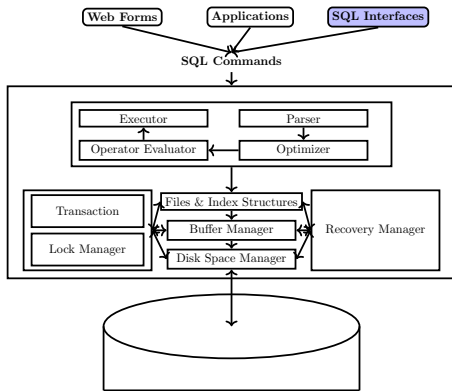 Web Forms
Applications
SQL Interfaces
SQL Commands
Executor
Parser
Operator Evaluator
Optimizer
Files & Index Structures
Transaction
Buffer Manager
Recovery Manager
Lock Manager
Disk Space Manager